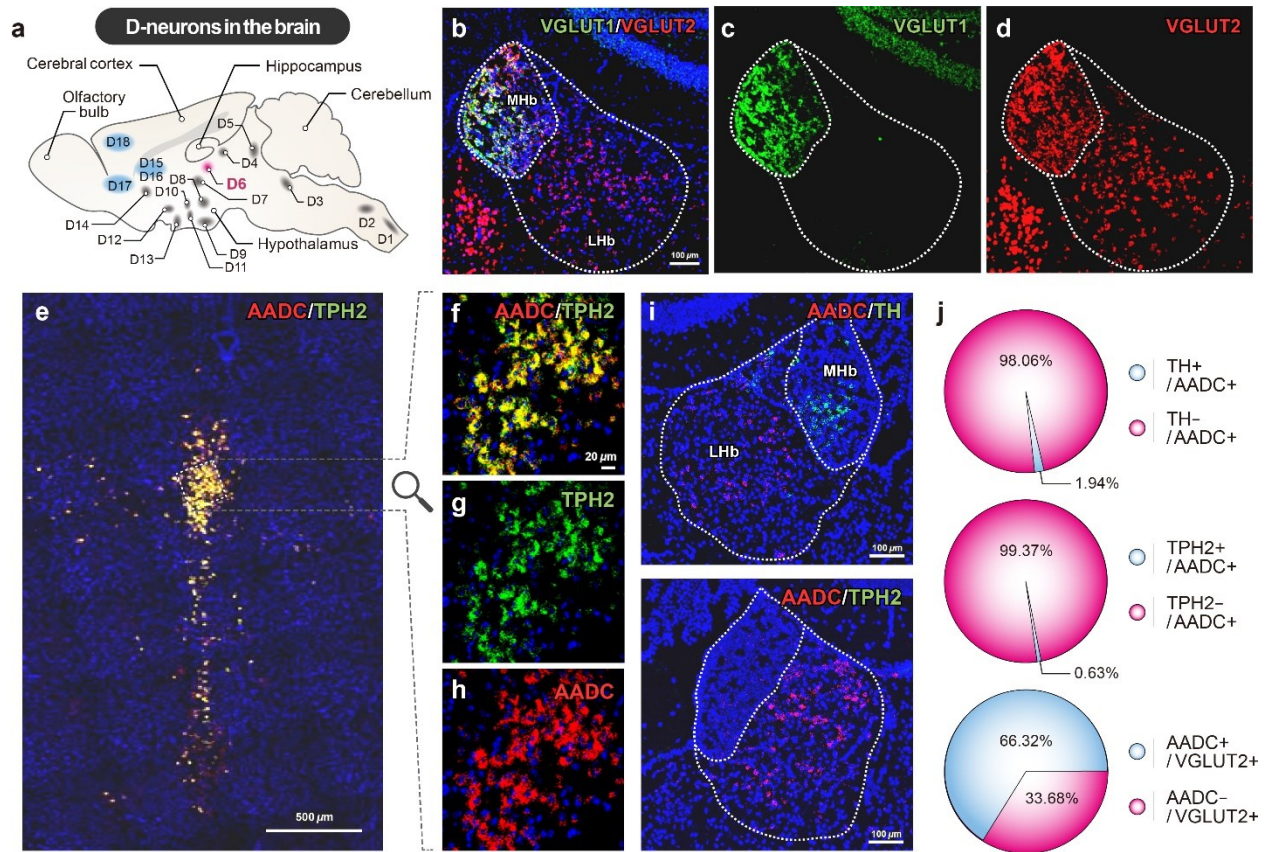 a
D-neurons in the brain
Cerebral cortex
Hippocampus
Olfactory
bulb
Cerebellum
D18
D5
D4
D15
D16
D17
D6
D8
D10
D7
D3
D2
D1
D14
D12
Hypothalamus
D13
D9
D11
b
VGLUT1/VGLUT2
MHb
LHb
100 µm
c
VGLUT1
d
VGLUT2
e
AADC/TPH2
500 µm
f
AADC/TPH2
20 µm
g
TPH2
h
AADC
i
AADC/TH
MHb
LHb
100 µm
AADC/TPH2
100 µm
j
98.06%
1.94%
TH+
/AADC+
TH–
/AADC+
99.37%
0.63%
TPH2+
/AADC+
TPH2–
/AADC+
66.32%
33.68%
AADC+
/VGLUT2+
AADC–
/VGLUT2+